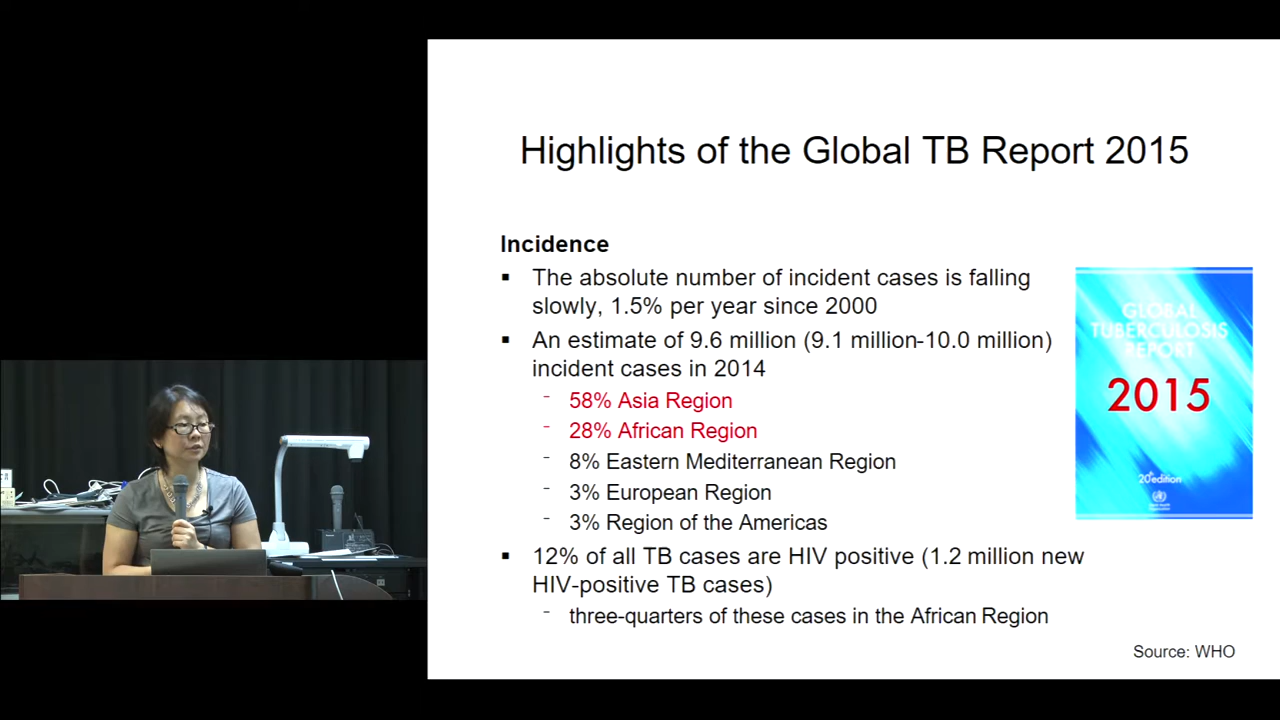 Highlights of the Global TB Report 2015
Incidence
▪ The absolute number of incident cases is falling
slowly, 1.5% per year since 2000
▪ An estimate of 9.6 million (9.1 million-10.0 million)
incident cases in 2014
- 58% Asia Region
- 28% African Region
- 8% Eastern Mediterranean Region
- 3% European Region
- 3% Region of the Americas
▪ 12% of all TB cases are HIV positive (1.2 million new
HIV-positive TB cases)
- three-quarters of these cases in the African Region
GLOBAL
TUBERCULOSIS
REPORT
2015
20th edition
Source: WHO